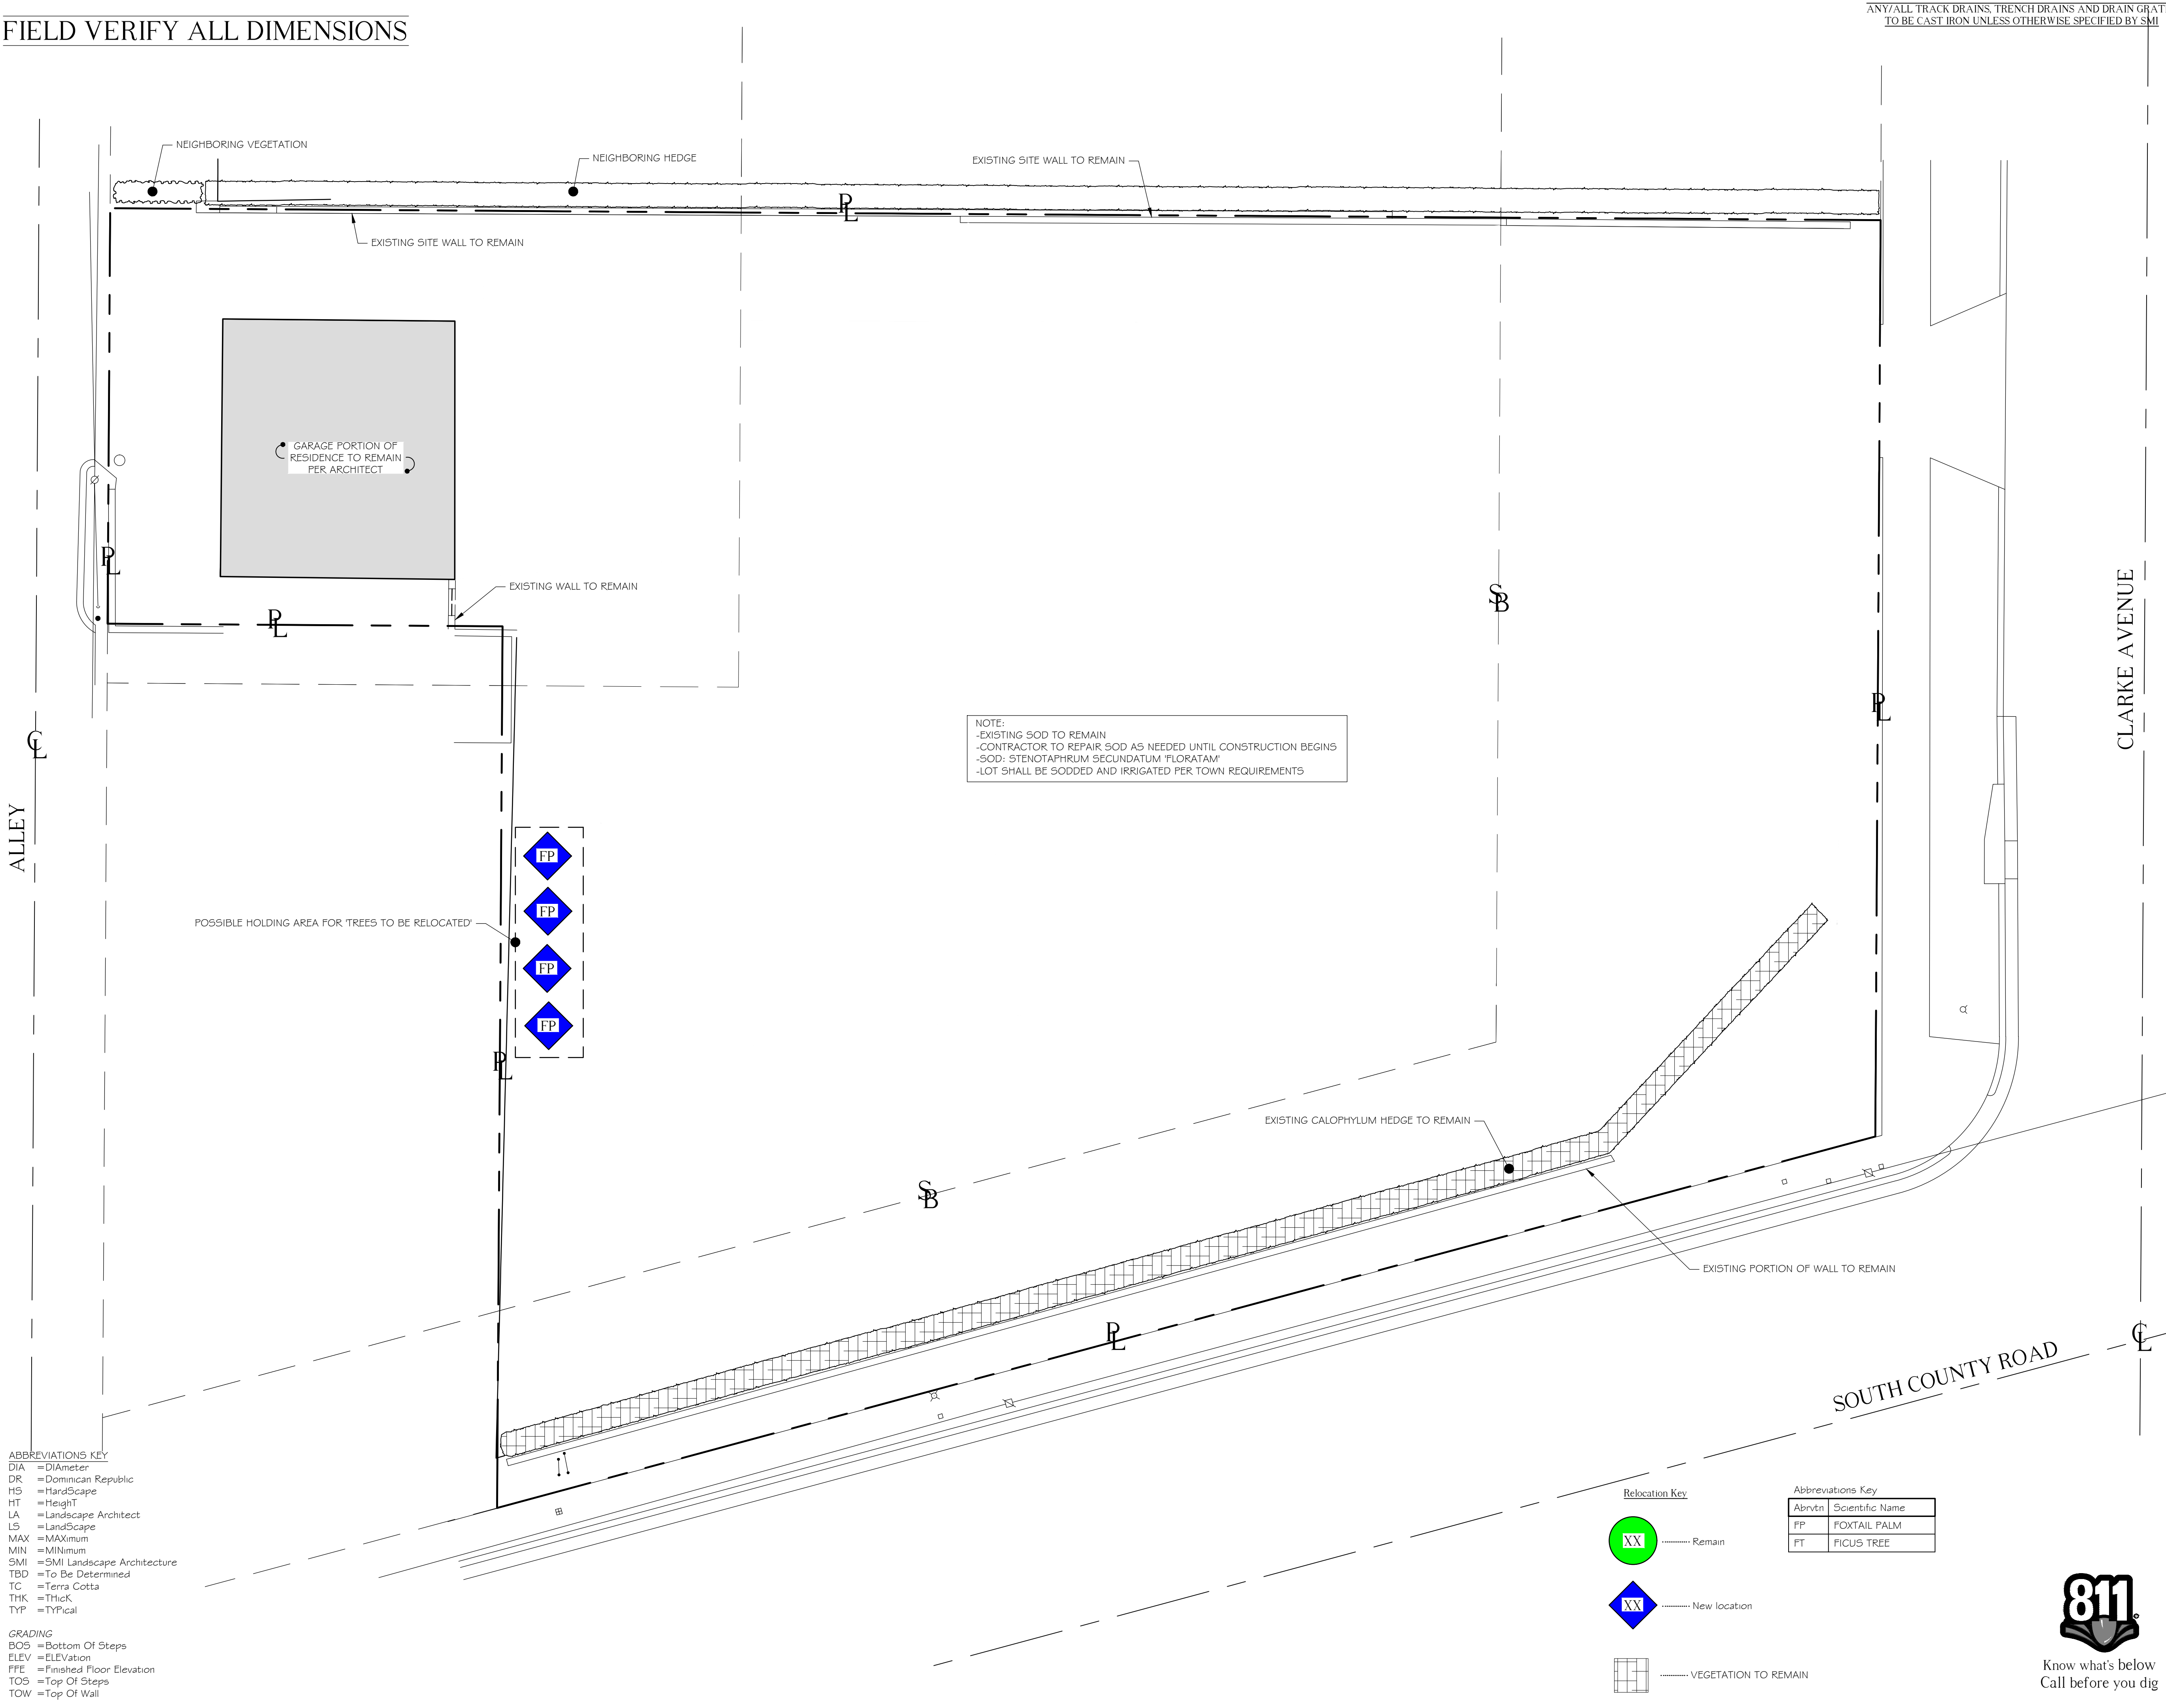 FIELD VERIFY ALL DIMENSIONS
ANY/ALL TRACK DRAINS, TRENCH DRAINS AND DRAIN GRAT
TO BE CAST IRON UNLESS OTHERWISE SPECIFIED BY SMI
NEIGHBORING VEGETATION
NEIGHBORING HEDGE
EXISTING SITE WALL TO REMAIN
PL
EXISTING SITE WALL TO REMAIN
GARAGE PORTION OF
RESIDENCE TO REMAIN
PER ARCHITECT
PL
EXISTING WALL TO REMAIN
SB
PL
CLARKE AVENUE
PL
NOTE:
-EXISTING SOD TO REMAIN
-CONTRACTOR TO REPAIR SOD AS NEEDED UNTIL CONSTRUCTION BEGINS
-SOD: STENOTAPHRUM SECUNDATUM 'FLORATAM'
-LOT SHALL BE SODDED AND IRRIGATED PER TOWN REQUIREMENTS
CL
ALLEY
FP
FP
POSSIBLE HOLDING AREA FOR 'TREES TO BE RELOCATED'
FP
FP
PL
EXISTING CALOPHYLUM HEDGE TO REMAIN
SB
EXISTING PORTION OF WALL TO REMAIN
PL
CL
SOUTH COUNTY ROAD
ABBREVIATIONS KEY
DIA =DIAmeter
DR =Dominican Republic
HS =HardScape
HT =HeighT
LA =Landscape Architect
LS =LandScape
MAX =MAXimum
MIN =MINimum
SMI =SMI Landscape Architecture
TBD =To Be Determined
TC =Terra Cotta
THK =THicK
TYP =TYPical
GRADING
BOS =Bottom Of Steps
ELEV =ELEVation
FFE =Finished Floor Elevation
TOS =Top Of Steps
TOW =Top Of Wall
Relocation Key
XX Remain
XX New location
VEGETATION TO REMAIN
Abbreviations Key
Abrvtn Scientific Name
FP FOXTAIL PALM
FT FICUS TREE
811
Know what's below
Call before you dig